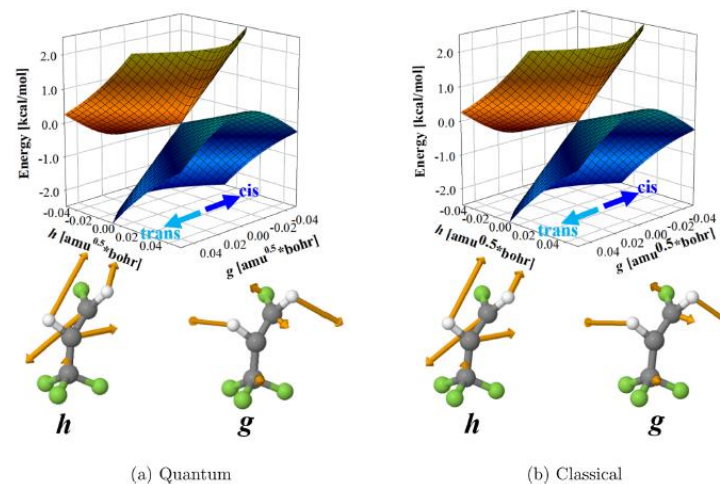 2.0
1.0
0.0
-1.0
-2.0
Energy [kcal/mol]
-0.04
-0.02
0.00
0.02
0.04
h [amu^0.5*bohr]
0.04
0.02
0.00
-0.02
-0.04
g [amu^0.5*bohr]
cis
trans
h
g
(a) Quantum
2.0
1.0
0.0
-1.0
-2.0
Energy [kcal/mol]
-0.04
-0.02
0.00
0.02
0.04
h [amu0.5*bohr]
0.04
0.02
0.00
-0.02
-0.04
g [amu0.5*bohr]
cis
trans
h
g
(b) Classical